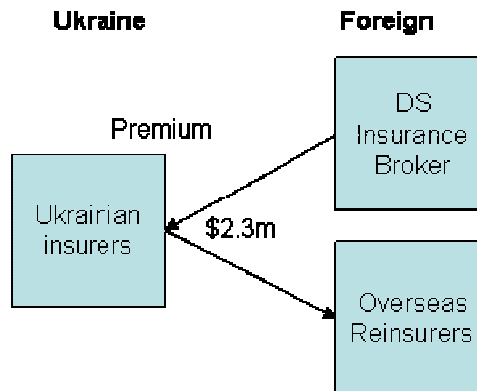 Ukraine
Foreign
DS
Insurance
Broker
Premium
Ukrairian
insurers
$2.3m
Overseas
Reinsurers